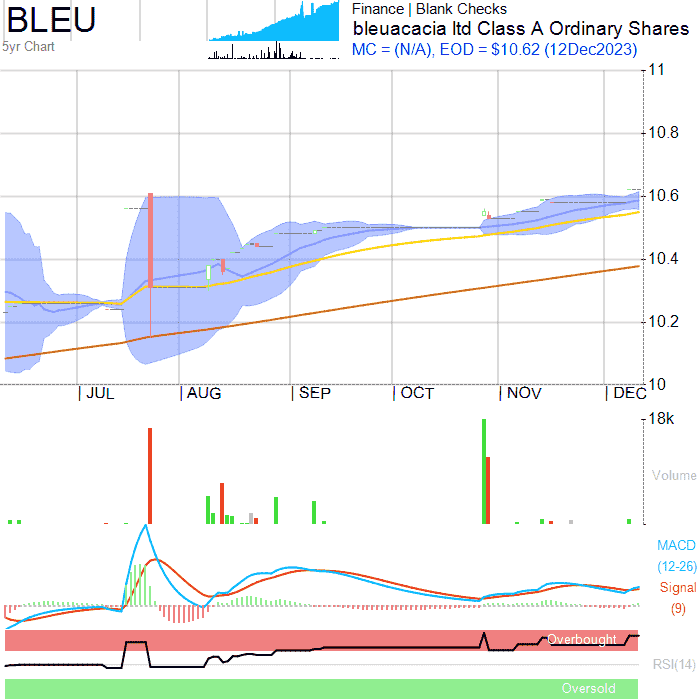 BLEU
5yr Chart
Finance | Blank Checks
bleuacacia ltd Class A Ordinary Shares
MC = (N/A), EOD = $10.62 (12Dec2023)
11
10.8
10.6
10.4
10.2
10
| JUL | AUG | SEP | OCT | NOV | DEC
18k
Volume
MACD
(12-26)
Signal
(9)
Overbought
RSI(14)
Oversold